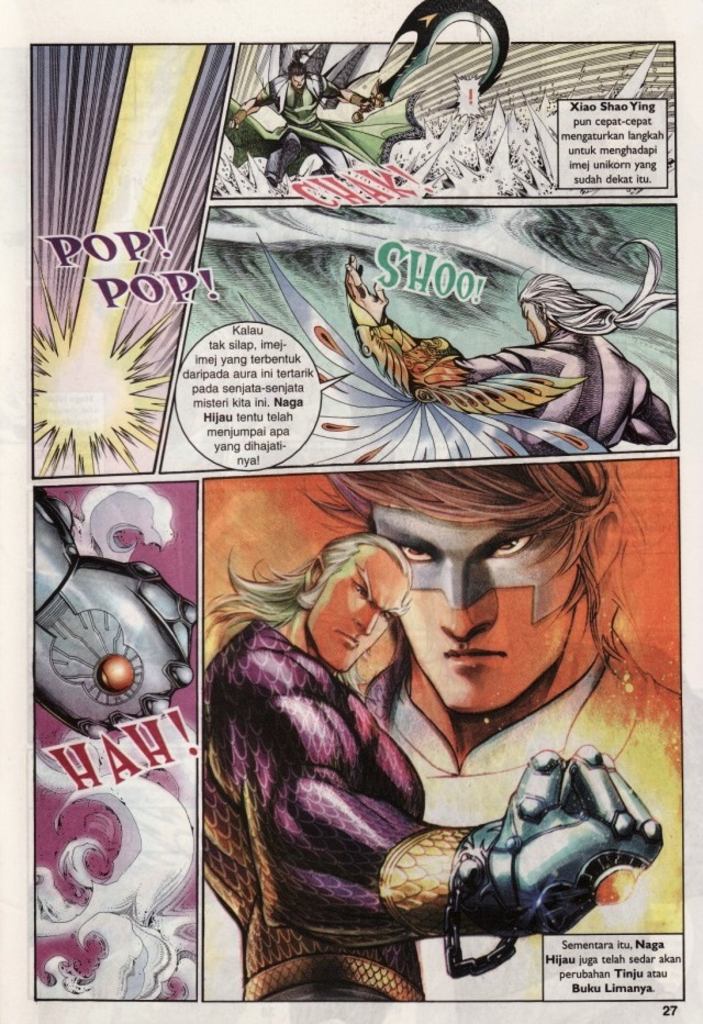 POP!
POP!
!
Xiao Shao Ying
pun cepat-cepat
mengaturkan langkah
untuk menghadapi
imej unikorn yang
sudah dekat itu.
CHAK!
SHOO!
Kalau
tak silap, imej-
imej yang terbentuk
daripada aura ini tertarik
pada senjata-senjata
misteri kita ini. Naga
Hijau tentu telah
menjumpai apa
yang dihajati-
nya!
HAH!
Sementara itu, Naga
Hijau juga telah sedar akan
perubahan Tinju atau
Buku Limanya.
27